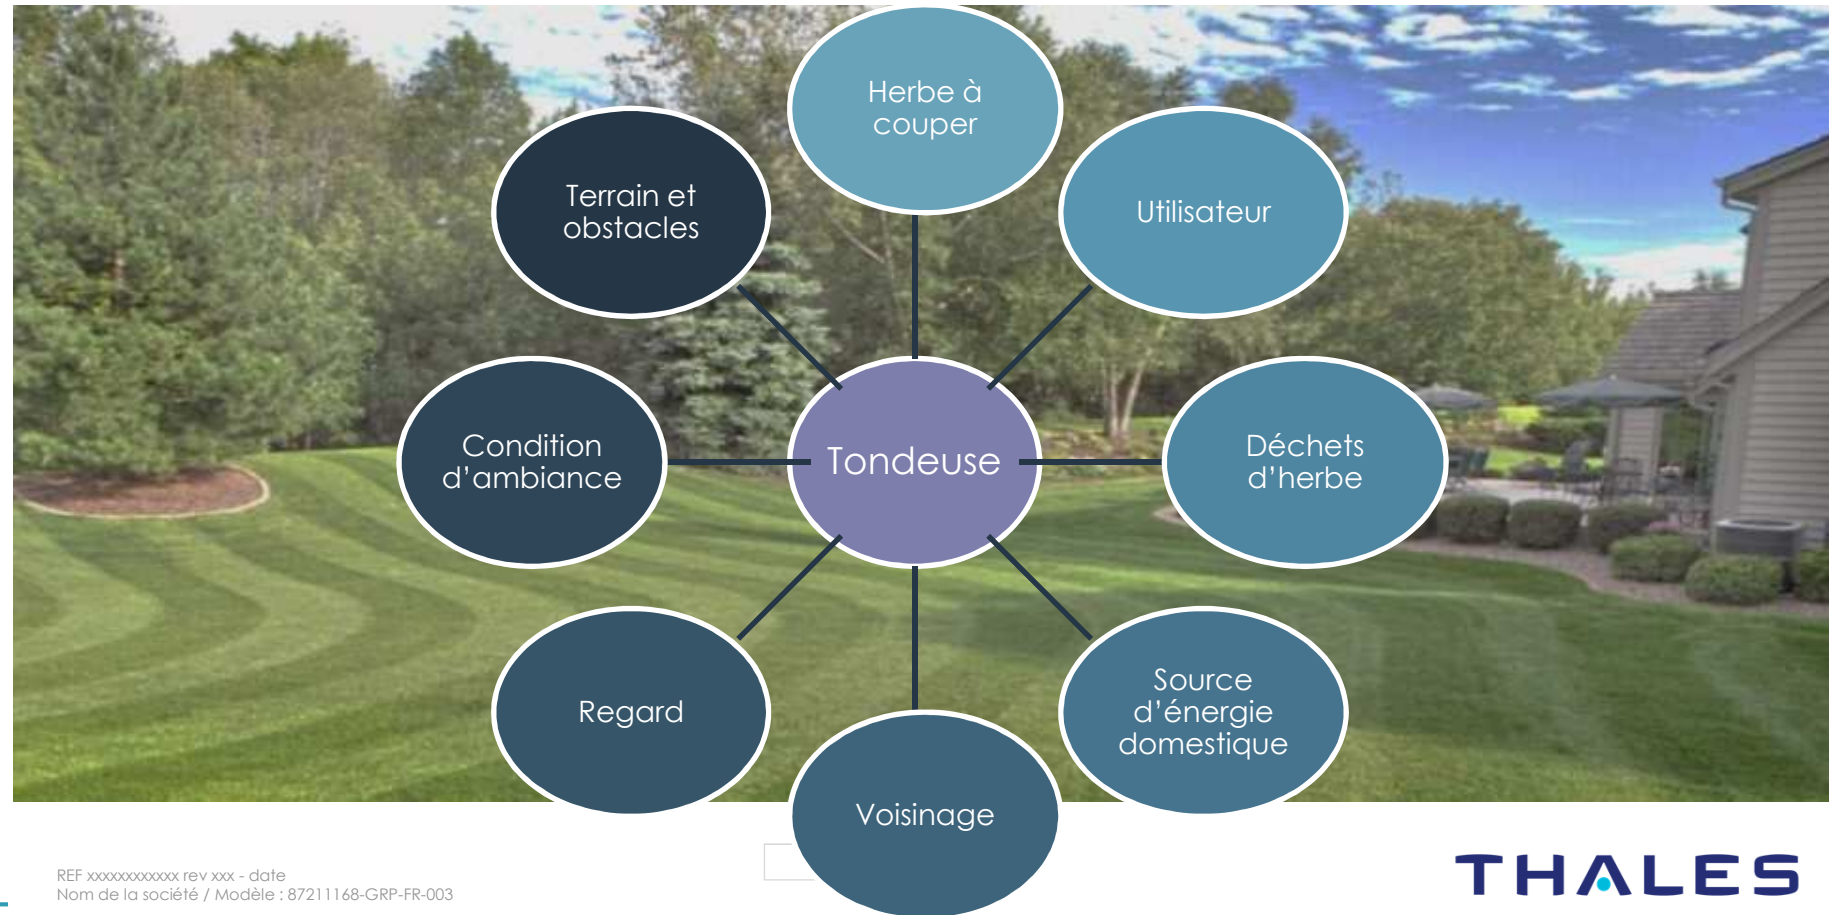 Herbe à
couper
Terrain et
obstacles
Utilisateur
Condition
d’ambiance
Tondeuse
Déchets
d’herbe
Regard
Source
d’énergie
domestique
Voisinage
REF xxxxxxxxxxxx rev xxx - date
Nom de la société / Modèle : 87211168-GRP-FR-003
THALES